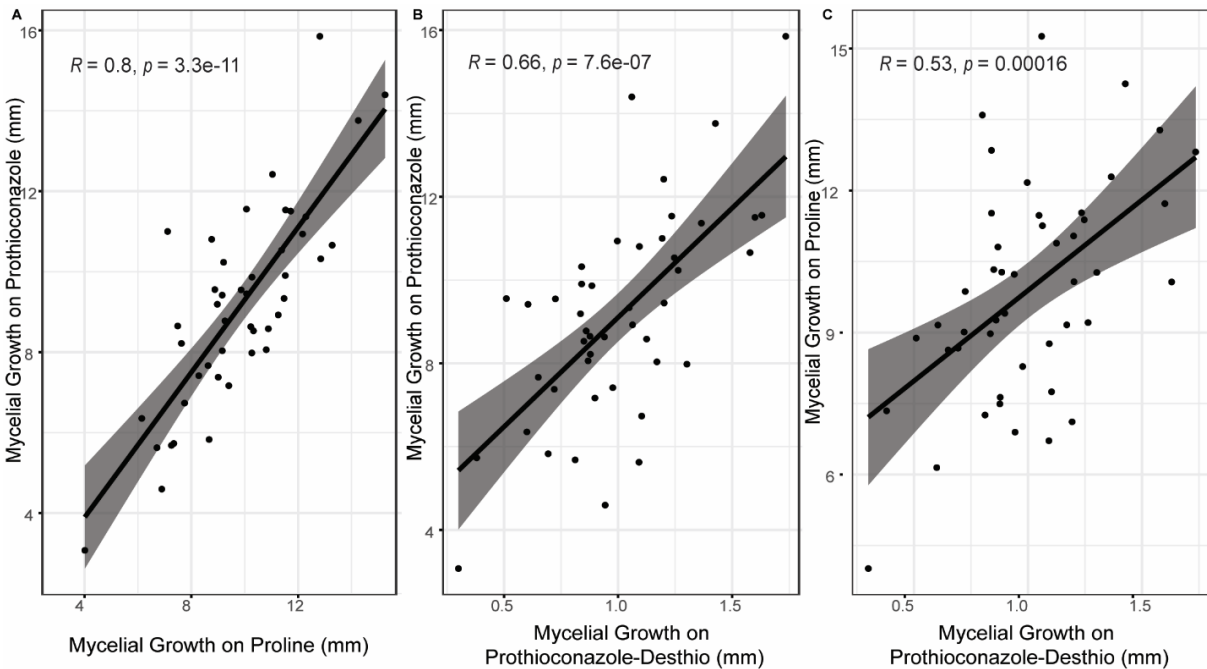 A
R = 0.8, p = 3.3e-11
Mycelial Growth on Prothioconazole (mm)
16
12
8
4
4
8
12
Mycelial Growth on Proline (mm)
B
R = 0.66, p = 7.6e-07
Mycelial Growth on Prothioconazole (mm)
16
12
8
4
0.5
1.0
1.5
Mycelial Growth on
Prothioconazole-Desthio (mm)
C
R = 0.53, p = 0.00016
Mycelial Growth on Proline (mm)
15
12
9
6
0.5
1.0
1.5
Mycelial Growth on
Prothioconazole-Desthio (mm)